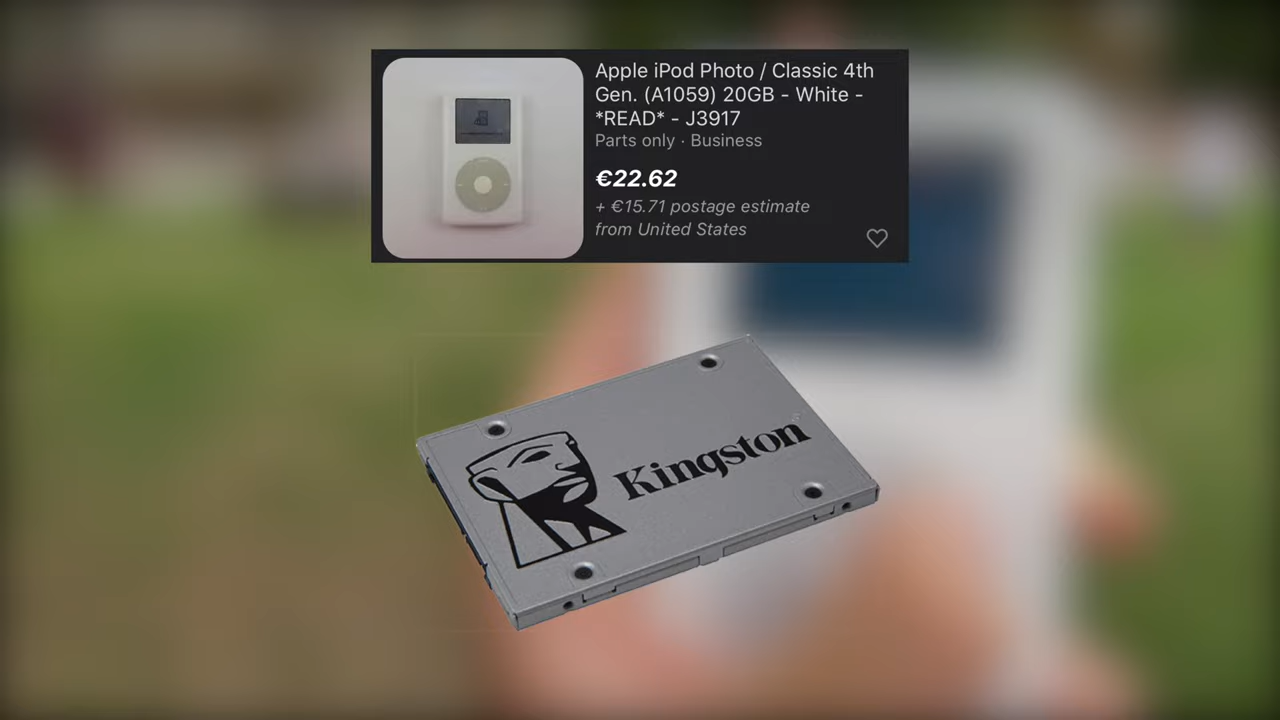 Apple iPod Photo / Classic 4th
Gen. (A1059) 20GB - White -
*READ* - J3917
Parts only · Business
€22.62
+ €15.71 postage estimate
from United States
Kingston